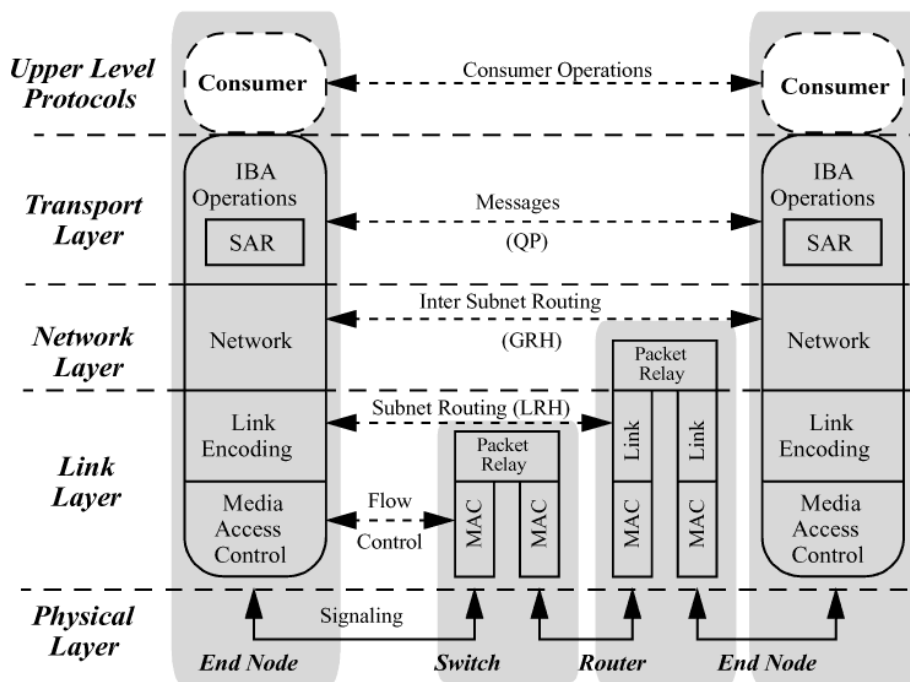 Upper Level
Protocols
Consumer
Consumer Operations
Consumer
Transport
Layer
IBA
Operations
SAR
Messages
(QP)
IBA
Operations
SAR
Network
Layer
Network
Inter Subnet Routing
(GRH)
Packet
Relay
Network
Link
Layer
Link
Encoding
Subnet Routing (LRH)
Packet
Relay
Link
Link
Link
Encoding
Media
Access
Control
Flow
Control
MAC
MAC
MAC
MAC
Media
Access
Control
Physical
Layer
Signaling
End Node
Switch
Router
End Node